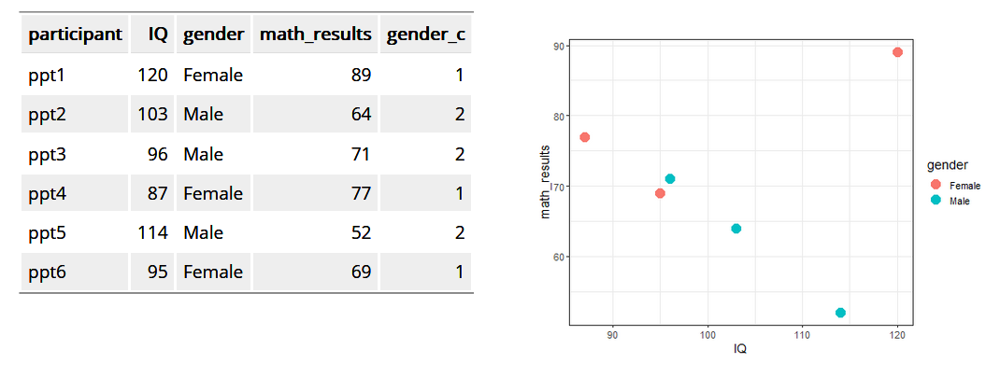 participant IQ gender math_results gender_c
ppt1 120 Female 89 1
ppt2 103 Male 64 2
ppt3 96 Male 71 2
ppt4 87 Female 77 1
ppt5 114 Male 52 2
ppt6 95 Female 69 1
90
80
70
60
math_results
90 100 110 120
IQ
gender
Female
Male